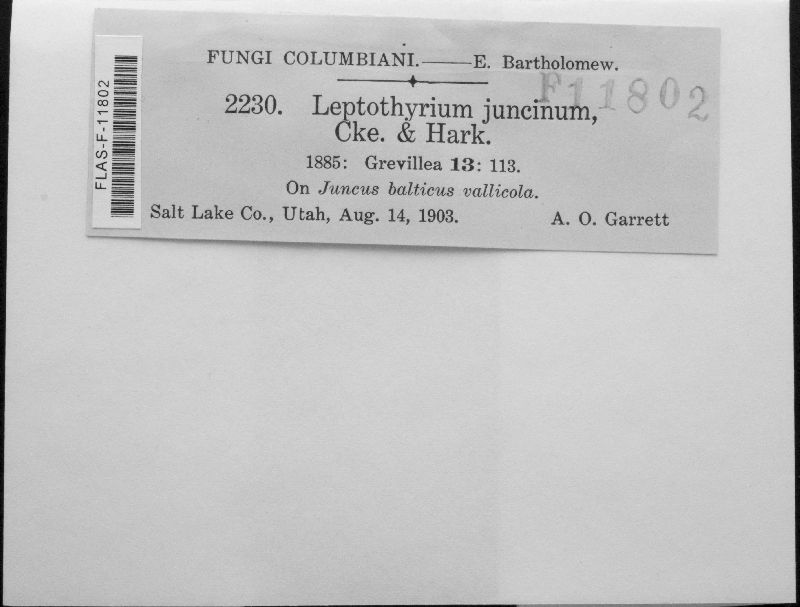 FUNGI COLUMBIANI.——E. Bartholomew.
F11802
2230. Leptothyrium juncinum,
Cke. & Hark.
1885: Grevillea 13: 113.
On Juncus balticus vallicola.
Salt Lake Co., Utah, Aug. 14, 1903. A. O. Garrett
FLAS-F-11802